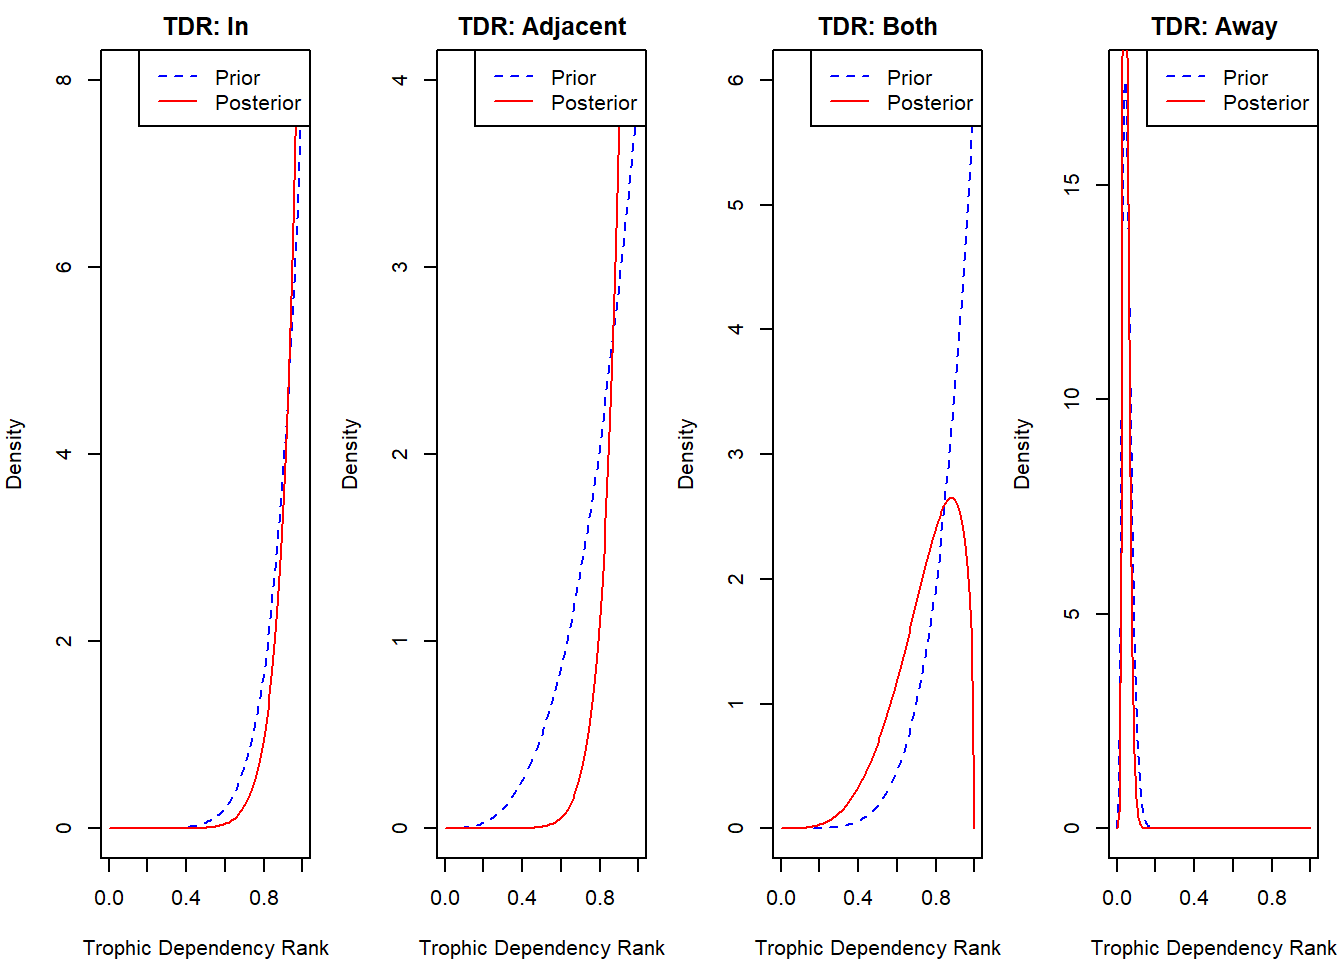 TDR: In
Prior
Posterior
Density
8
6
4
2
0
0.0 0.4 0.8
Trophic Dependency Rank
TDR: Adjacent
Prior
Posterior
Density
4
3
2
1
0
0.0 0.4 0.8
Trophic Dependency Rank
TDR: Both
Prior
Posterior
Density
6
5
4
3
2
1
0
0.0 0.4 0.8
Trophic Dependency Rank
TDR: Away
Prior
Posterior
Density
15
10
5
0
0.0 0.4 0.8
Trophic Dependency Rank